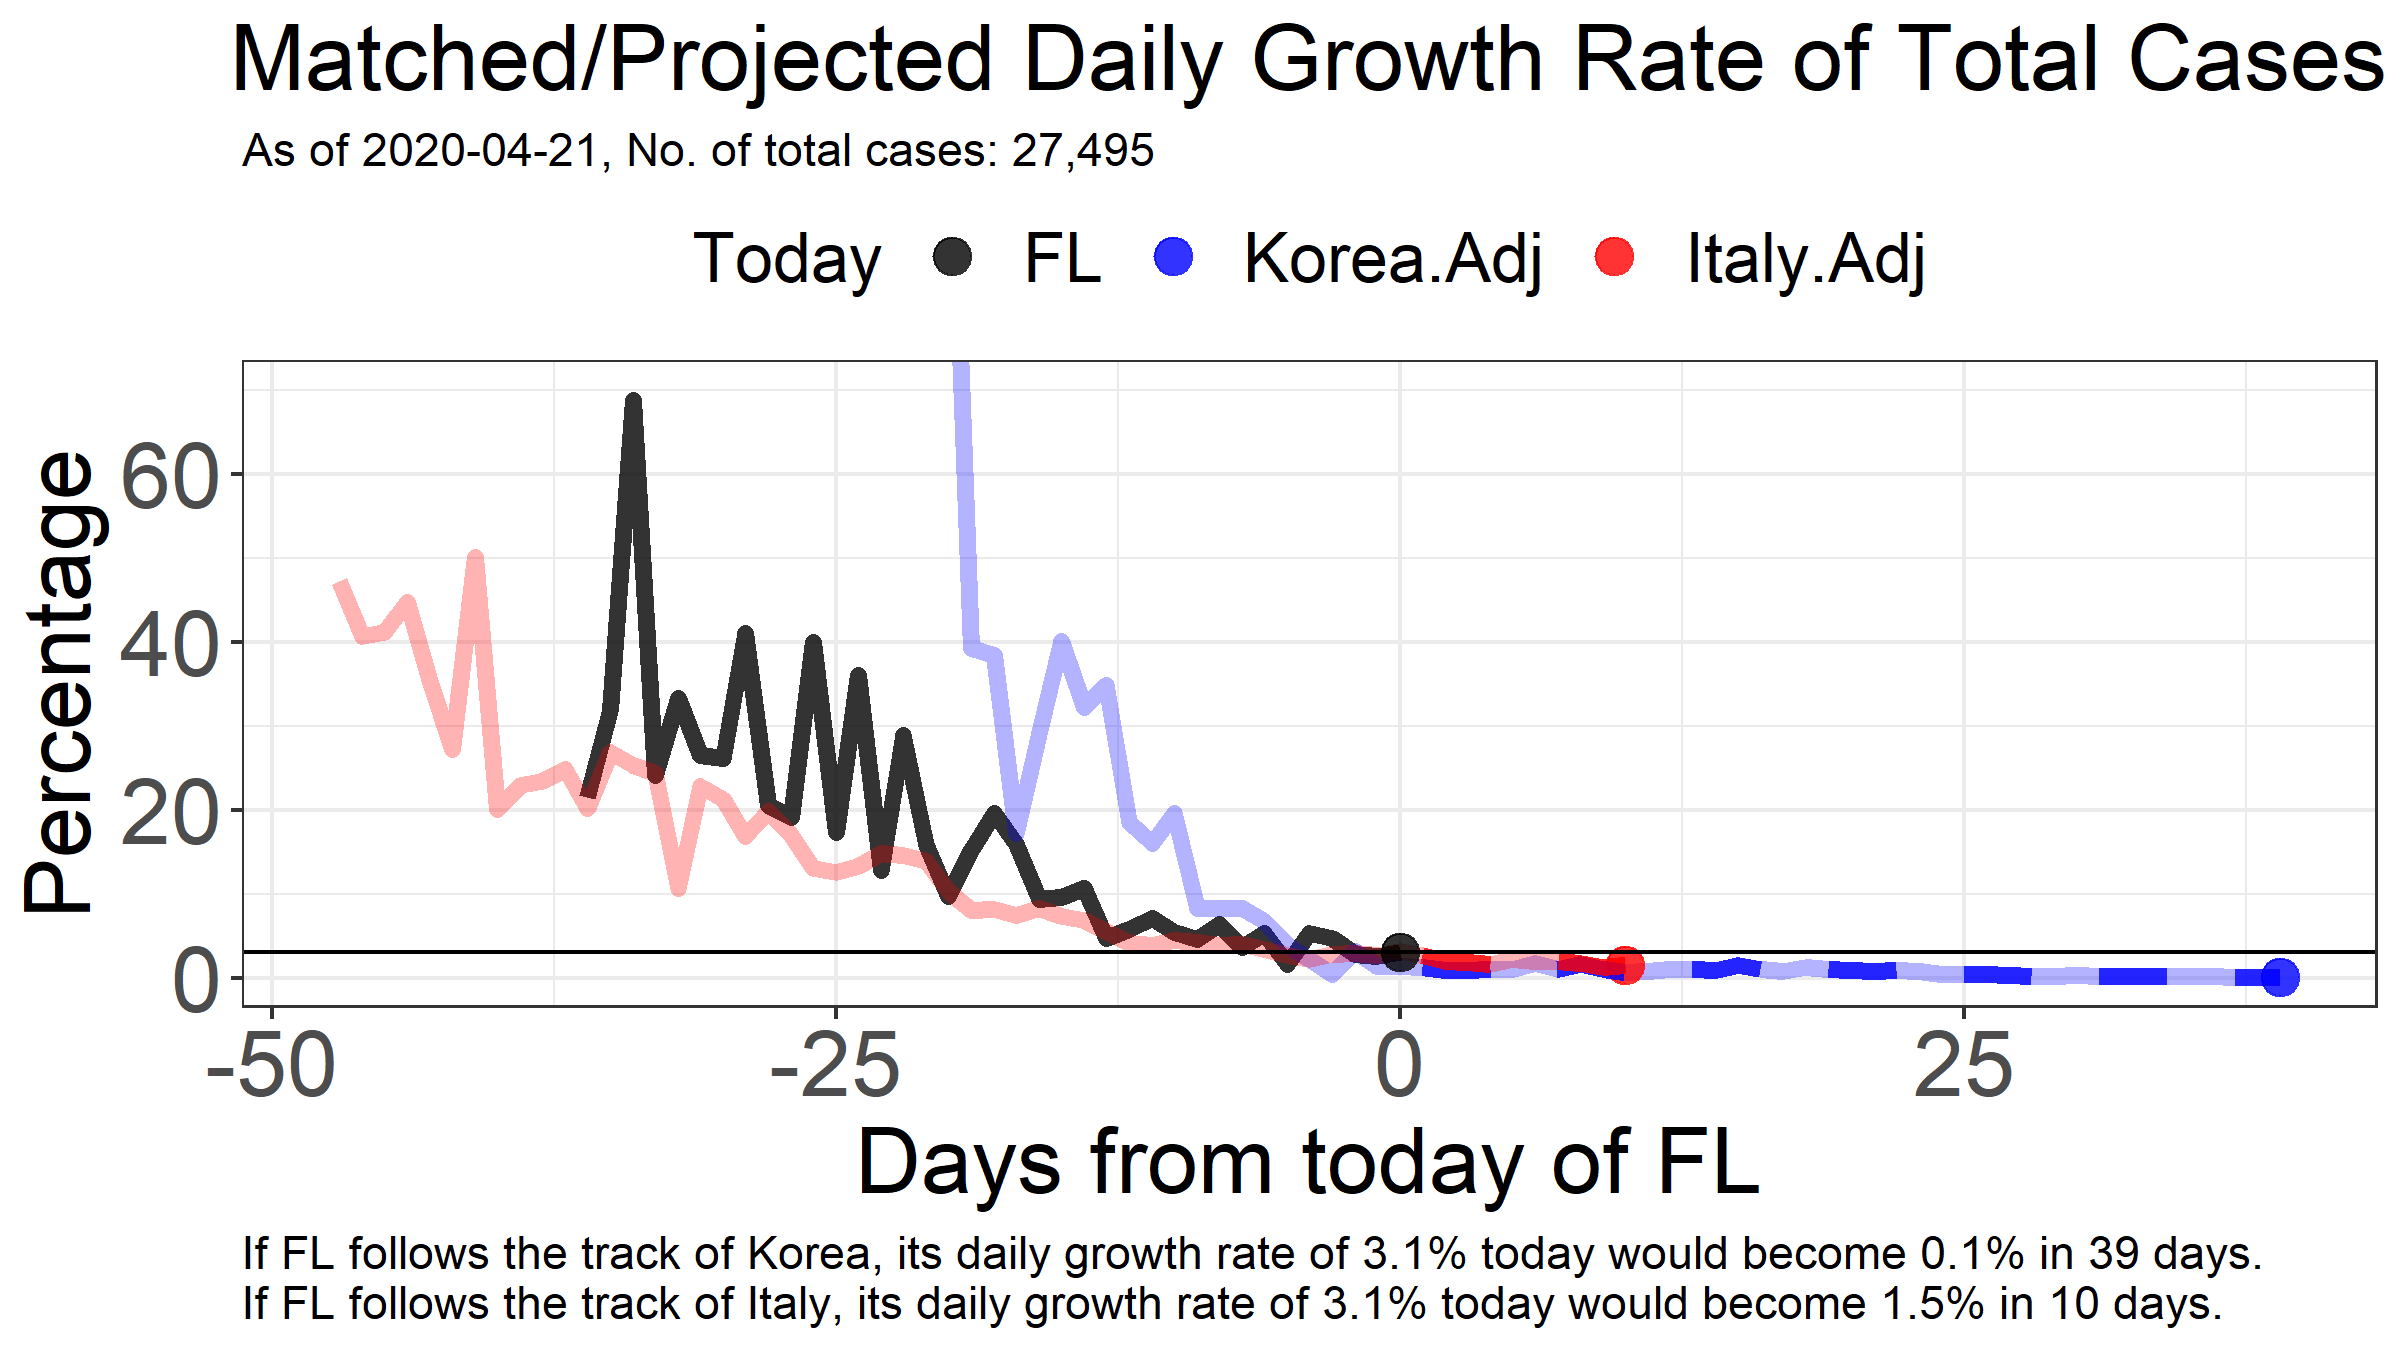 Matched/Projected Daily Growth Rate of Total Cases
As of 2020-04-21, No. of total cases: 27,495
Today FL Korea.Adj Italy.Adj
Percentage
60
40
20
0
-50 -25 0 25
Days from today of FL
If FL follows the track of Korea, its daily growth rate of 3.1% today would become 0.1% in 39 days.
If FL follows the track of Italy, its daily growth rate of 3.1% today would become 1.5% in 10 days.